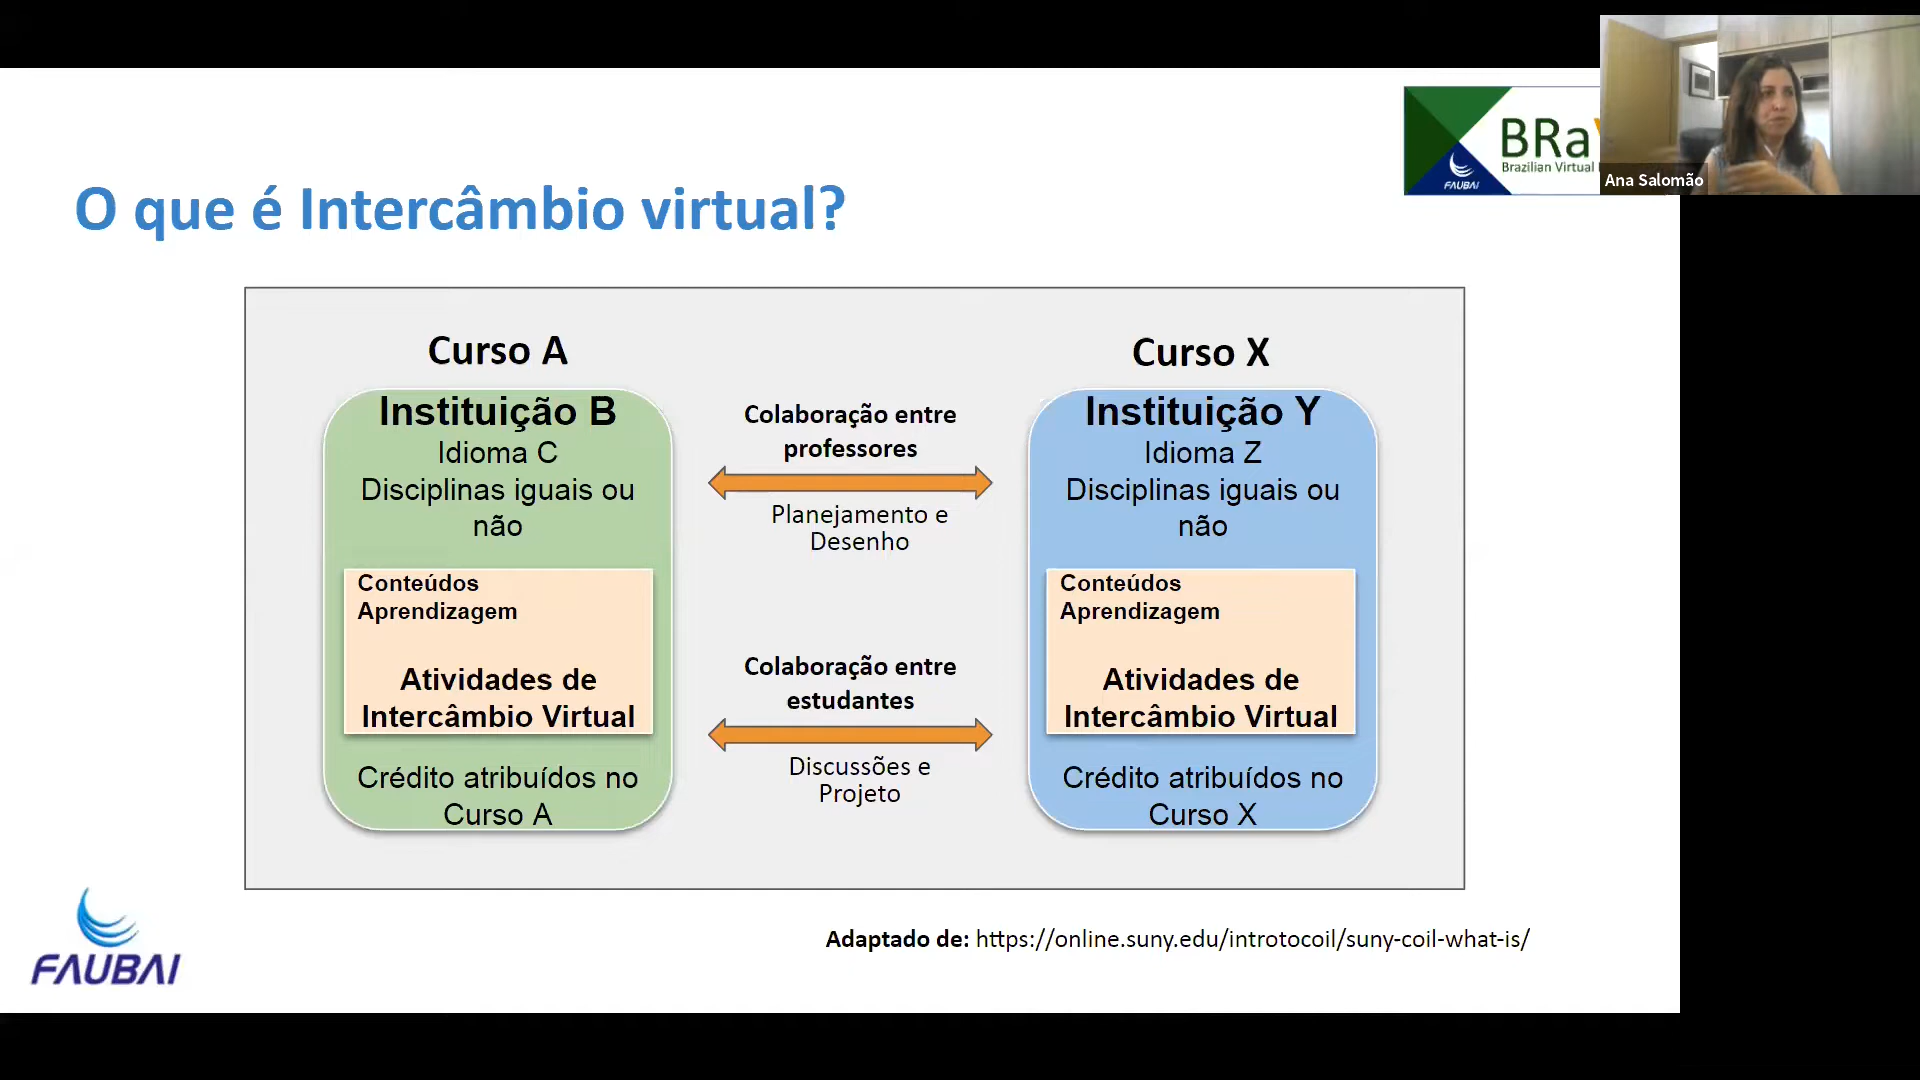 BRa
Brazilian Virtual
FAUBAI
Ana Salomão
O que é Intercâmbio virtual?
Curso A
Instituição B
Idioma C
Disciplinas iguais ou
não
Conteúdos
Aprendizagem
Atividades de
Intercâmbio Virtual
Crédito atribuídos no
Curso A
Colaboração entre
professores
Planejamento e
Desenho
Colaboração entre
estudantes
Discussões e
Projeto
Curso X
Instituição Y
Idioma Z
Disciplinas iguais ou
não
Conteúdos
Aprendizagem
Atividades de
Intercâmbio Virtual
Crédito atribuídos no
Curso X
Adaptado de: https://online.suny.edu/introtocoil/suny-coil-what-is/
FAUBAI